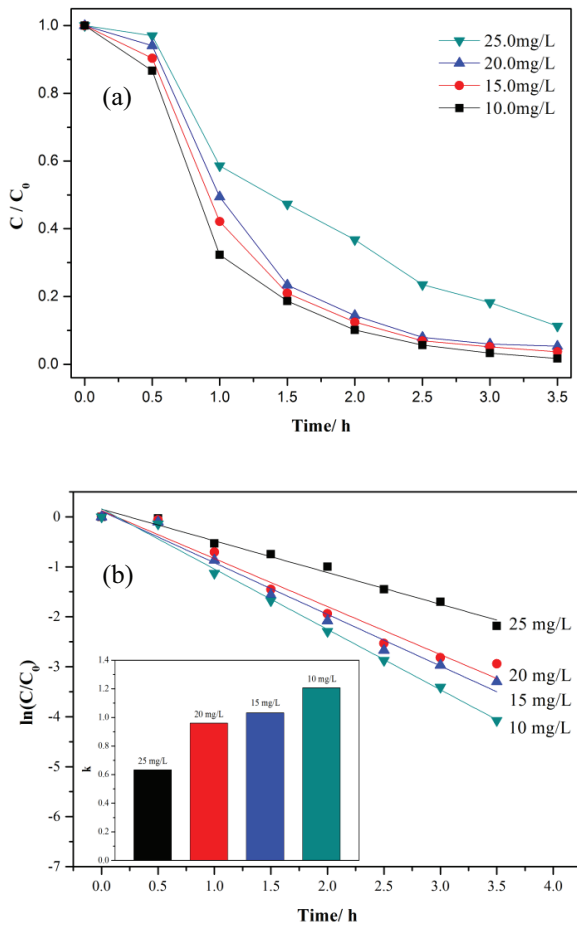 (a)
25.0mg/L
20.0mg/L
15.0mg/L
10.0mg/L
C / C0
1.0
0.8
0.6
0.4
0.2
0.0
0.0 0.5 1.0 1.5 2.0 2.5 3.0 3.5
Time/ h
(b)
ln(C/C0)
0
-1
-2
-3
-4
-5
-6
-7
25 mg/L
20 mg/L
15 mg/L
10 mg/L
k
1.4
1.2
1.0
0.8
0.6
0.4
0.2
0.0
25 mg/L
20 mg/L
15 mg/L
10 mg/L
0.0 0.5 1.0 1.5 2.0 2.5 3.0 3.5 4.0
Time/ h